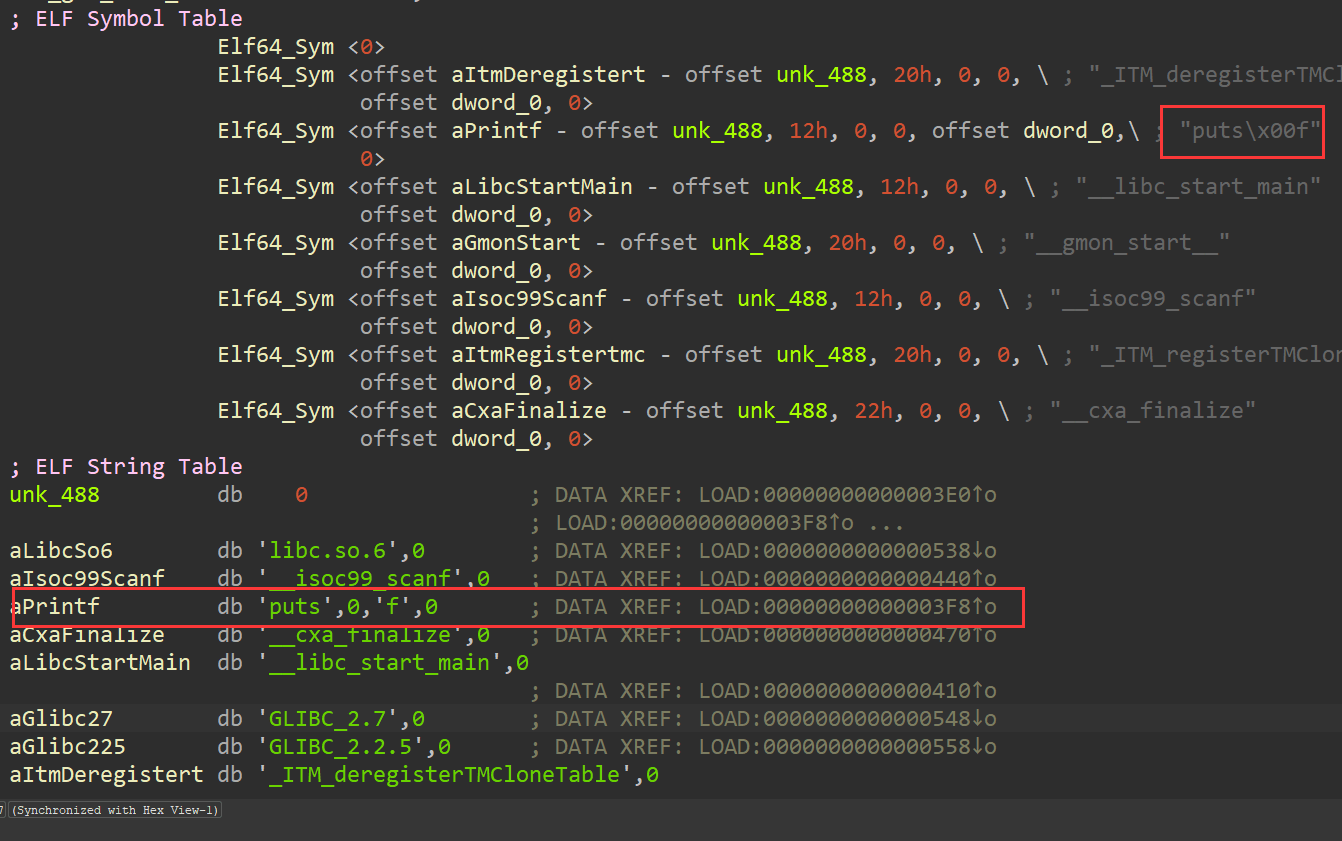 ; ELF Symbol Table
Elf64_Sym <0>
Elf64_Sym <offset aItmDeregistert - offset unk_488, 20h, 0, 0, \ ; "_ITM_deregisterTMCl
offset dword_0, 0>
Elf64_Sym <offset aPrintf - offset unk_488, 12h, 0, 0, offset dword_0,\ ; "puts\x00f"
0>
Elf64_Sym <offset aLibcStartMain - offset unk_488, 12h, 0, 0, \ ; "__libc_start_main"
offset dword_0, 0>
Elf64_Sym <offset aGmonStart - offset unk_488, 20h, 0, 0, \ ; "__gmon_start__"
offset dword_0, 0>
Elf64_Sym <offset aIsoc99Scanf - offset unk_488, 12h, 0, 0, \ ; "__isoc99_scanf"
offset dword_0, 0>
Elf64_Sym <offset aItmRegistertmc - offset unk_488, 20h, 0, 0, \ ; "_ITM_registerTMClon
offset dword_0, 0>
Elf64_Sym <offset aCxaFinalize - offset unk_488, 22h, 0, 0, \ ; "__cxa_finalize"
offset dword_0, 0>
; ELF String Table
unk_488 db 0 ; DATA XREF: LOAD:00000000000003E0↑o
; LOAD:00000000000003F8↑o ...
aLibcSo6 db 'libc.so.6',0 ; DATA XREF: LOAD:0000000000000538↓o
aIsoc99Scanf db '__isoc99_scanf',0 ; DATA XREF: LOAD:0000000000000440↑o
aPrintf db 'puts',0,'f',0 ; DATA XREF: LOAD:00000000000003F8↑o
aCxaFinalize db '__cxa_finalize',0 ; DATA XREF: LOAD:0000000000000470↑o
aLibcStartMain db '__libc_start_main',0
; DATA XREF: LOAD:0000000000000410↑o
aGlibc27 db 'GLIBC_2.7',0 ; DATA XREF: LOAD:0000000000000548↓o
aGlibc225 db 'GLIBC_2.2.5',0 ; DATA XREF: LOAD:0000000000000558↓o
aItmDeregistert db '_ITM_deregisterTMCloneTable',0
(Synchronized with Hex View-1)